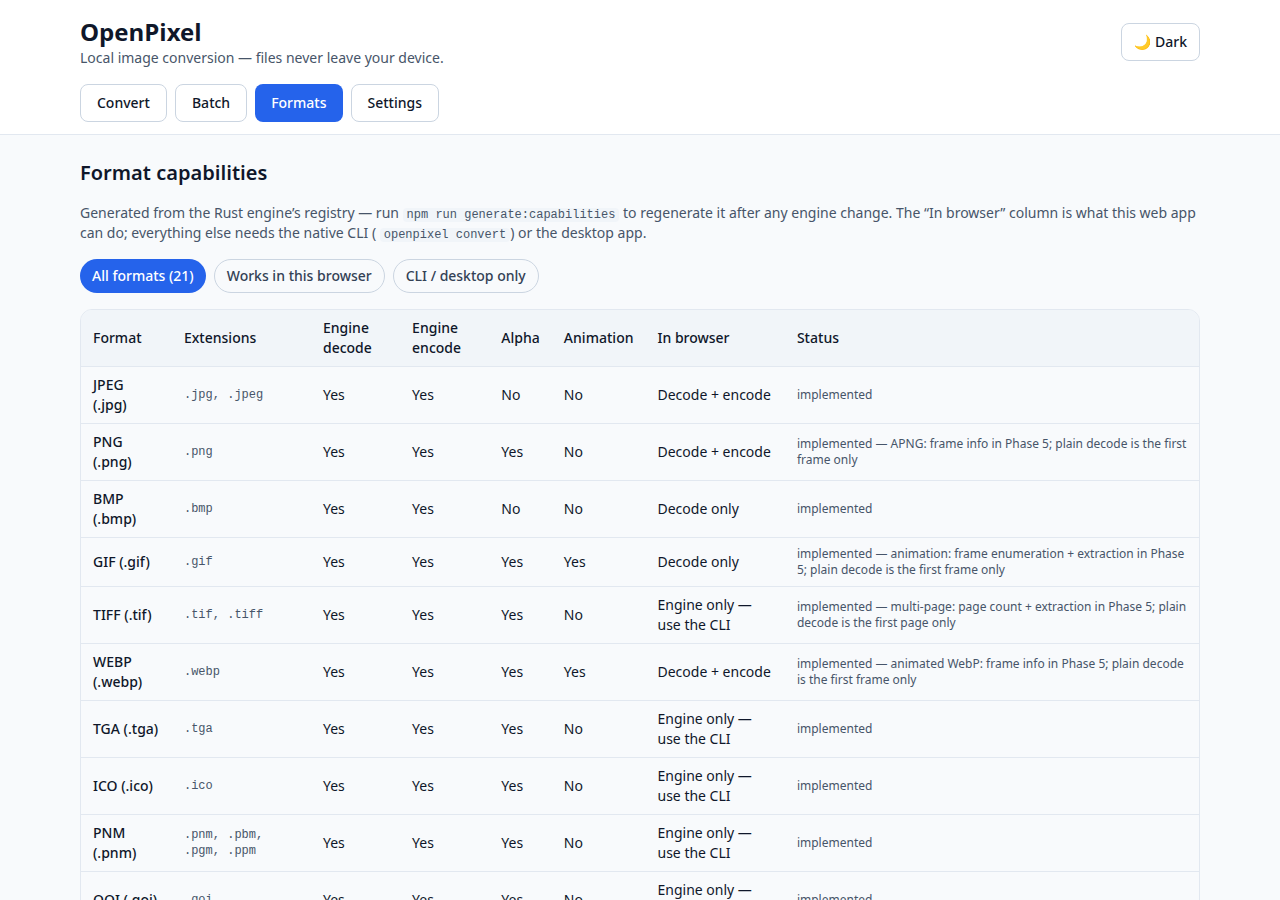 OpenPixel
Local image conversion — files never leave your device.
🌙 Dark
Convert
Batch
Formats
Settings
Format capabilities
Generated from the Rust engine’s registry — run npm run generate:capabilities to regenerate it after any engine change. The “In browser” column is what this web app
can do; everything else needs the native CLI ( openpixel convert ) or the desktop app.
All formats (21)
Works in this browser
CLI / desktop only
Format Extensions Engine decode Engine encode Alpha Animation In browser Status
JPEG (.jpg) .jpg, .jpeg Yes Yes No No Decode + encode implemented
PNG (.png) .png Yes Yes Yes No Decode + encode implemented — APNG: frame info in Phase 5; plain decode is the first frame only
BMP (.bmp) .bmp Yes Yes No No Decode only implemented
GIF (.gif) .gif Yes Yes Yes Yes Decode only implemented — animation: frame enumeration + extraction in Phase 5; plain decode is the first frame only
TIFF (.tif) .tif, .tiff Yes Yes Yes No Engine only — use the CLI implemented — multi-page: page count + extraction in Phase 5; plain decode is the first page only
WEBP (.webp) .webp Yes Yes Yes Yes Decode + encode implemented — animated WebP: frame info in Phase 5; plain decode is the first frame only
TGA (.tga) .tga Yes Yes Yes No Engine only — use the CLI implemented
ICO (.ico) .ico Yes Yes Yes No Engine only — use the CLI implemented
PNM (.pnm) .pnm, .pbm, .pgm, .ppm Yes Yes Yes No Engine only — use the CLI implemented
QOI (.qoi) .qoi Yes Yes Yes No Engine only — implemented